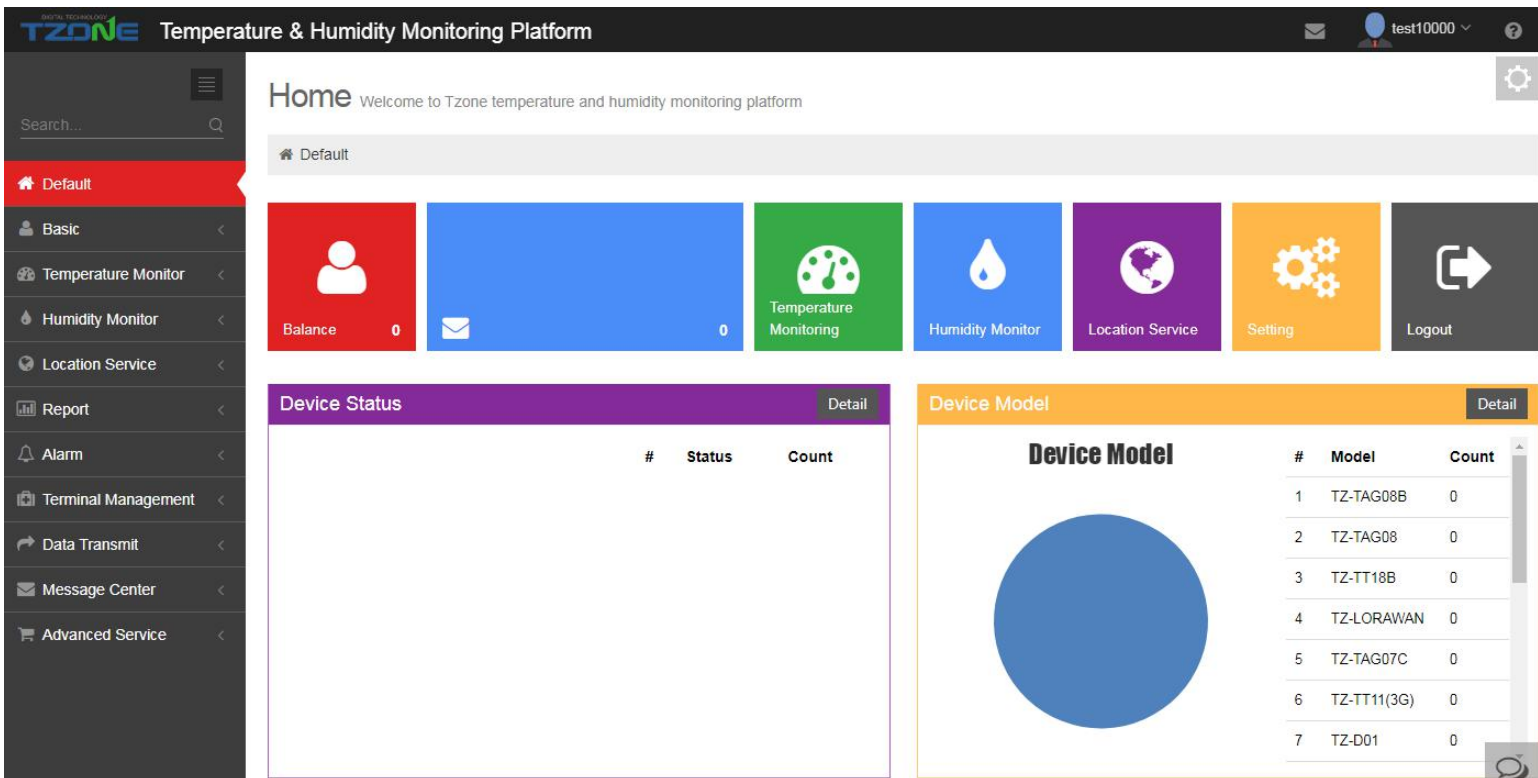 DIGITAL TECHNOLOGY
TZONE
Temperature & Humidity Monitoring Platform
test10000
Search...
Home Welcome to Tzone temperature and humidity monitoring platform
Default
Default
Basic
Temperature Monitor
Humidity Monitor
Location Service
Report
Alarm
Terminal Management
Data Transmit
Message Center
Advanced Service
Balance 0
0
Temperature
Monitoring
Humidity Monitor
Location Service
Setting
Logout
Device Status Detail
# Status Count
Device Model Detail
Device Model
# Model Count
1 TZ-TAG08B 0
2 TZ-TAG08 0
3 TZ-TT18B 0
4 TZ-LORAWAN 0
5 TZ-TAG07C 0
6 TZ-TT11(3G) 0
7 TZ-D01 0